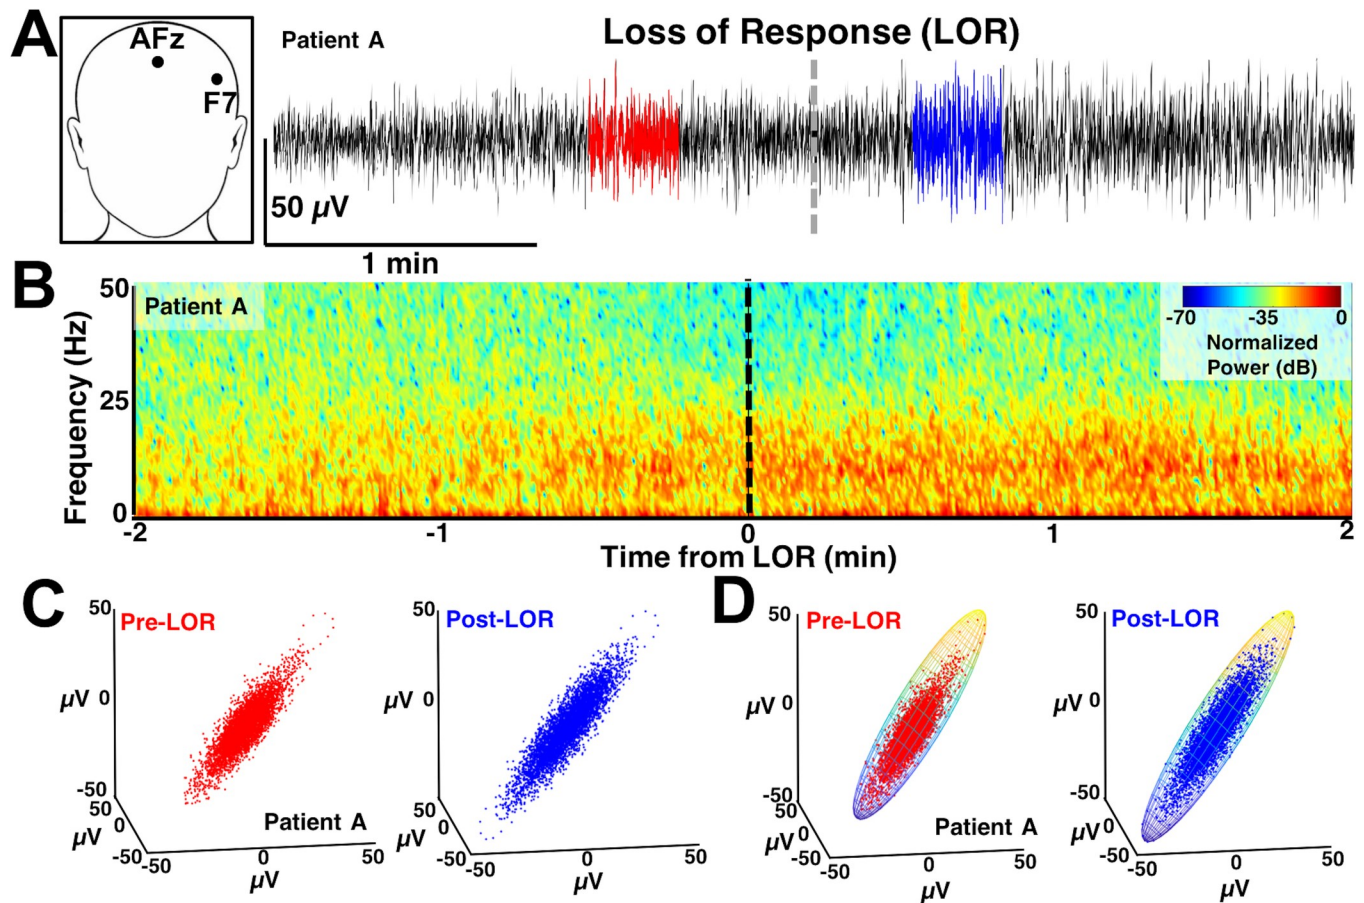 A
AFz
F7
Patient A
Loss of Response (LOR)
50 µV
1 min
B
Patient A
50
25
0
Frequency (Hz)
-70 -35 0
Normalized
Power (dB)
-2 -1 0 1 2
Time from LOR (min)
C
Pre-LOR
50
µV 0
-50
50
µV 0
-50
Patient A
-50 0 50
µV
Post-LOR
50
µV 0
50
0
-50
-50 0 50
µV
D
Pre-LOR
50
µV 0
-50
50
µV 0
-50
Patient A
-50 0 50
µV
Post-LOR
50
µV 0
-50
µV 0
-50
-50 0 50
µV